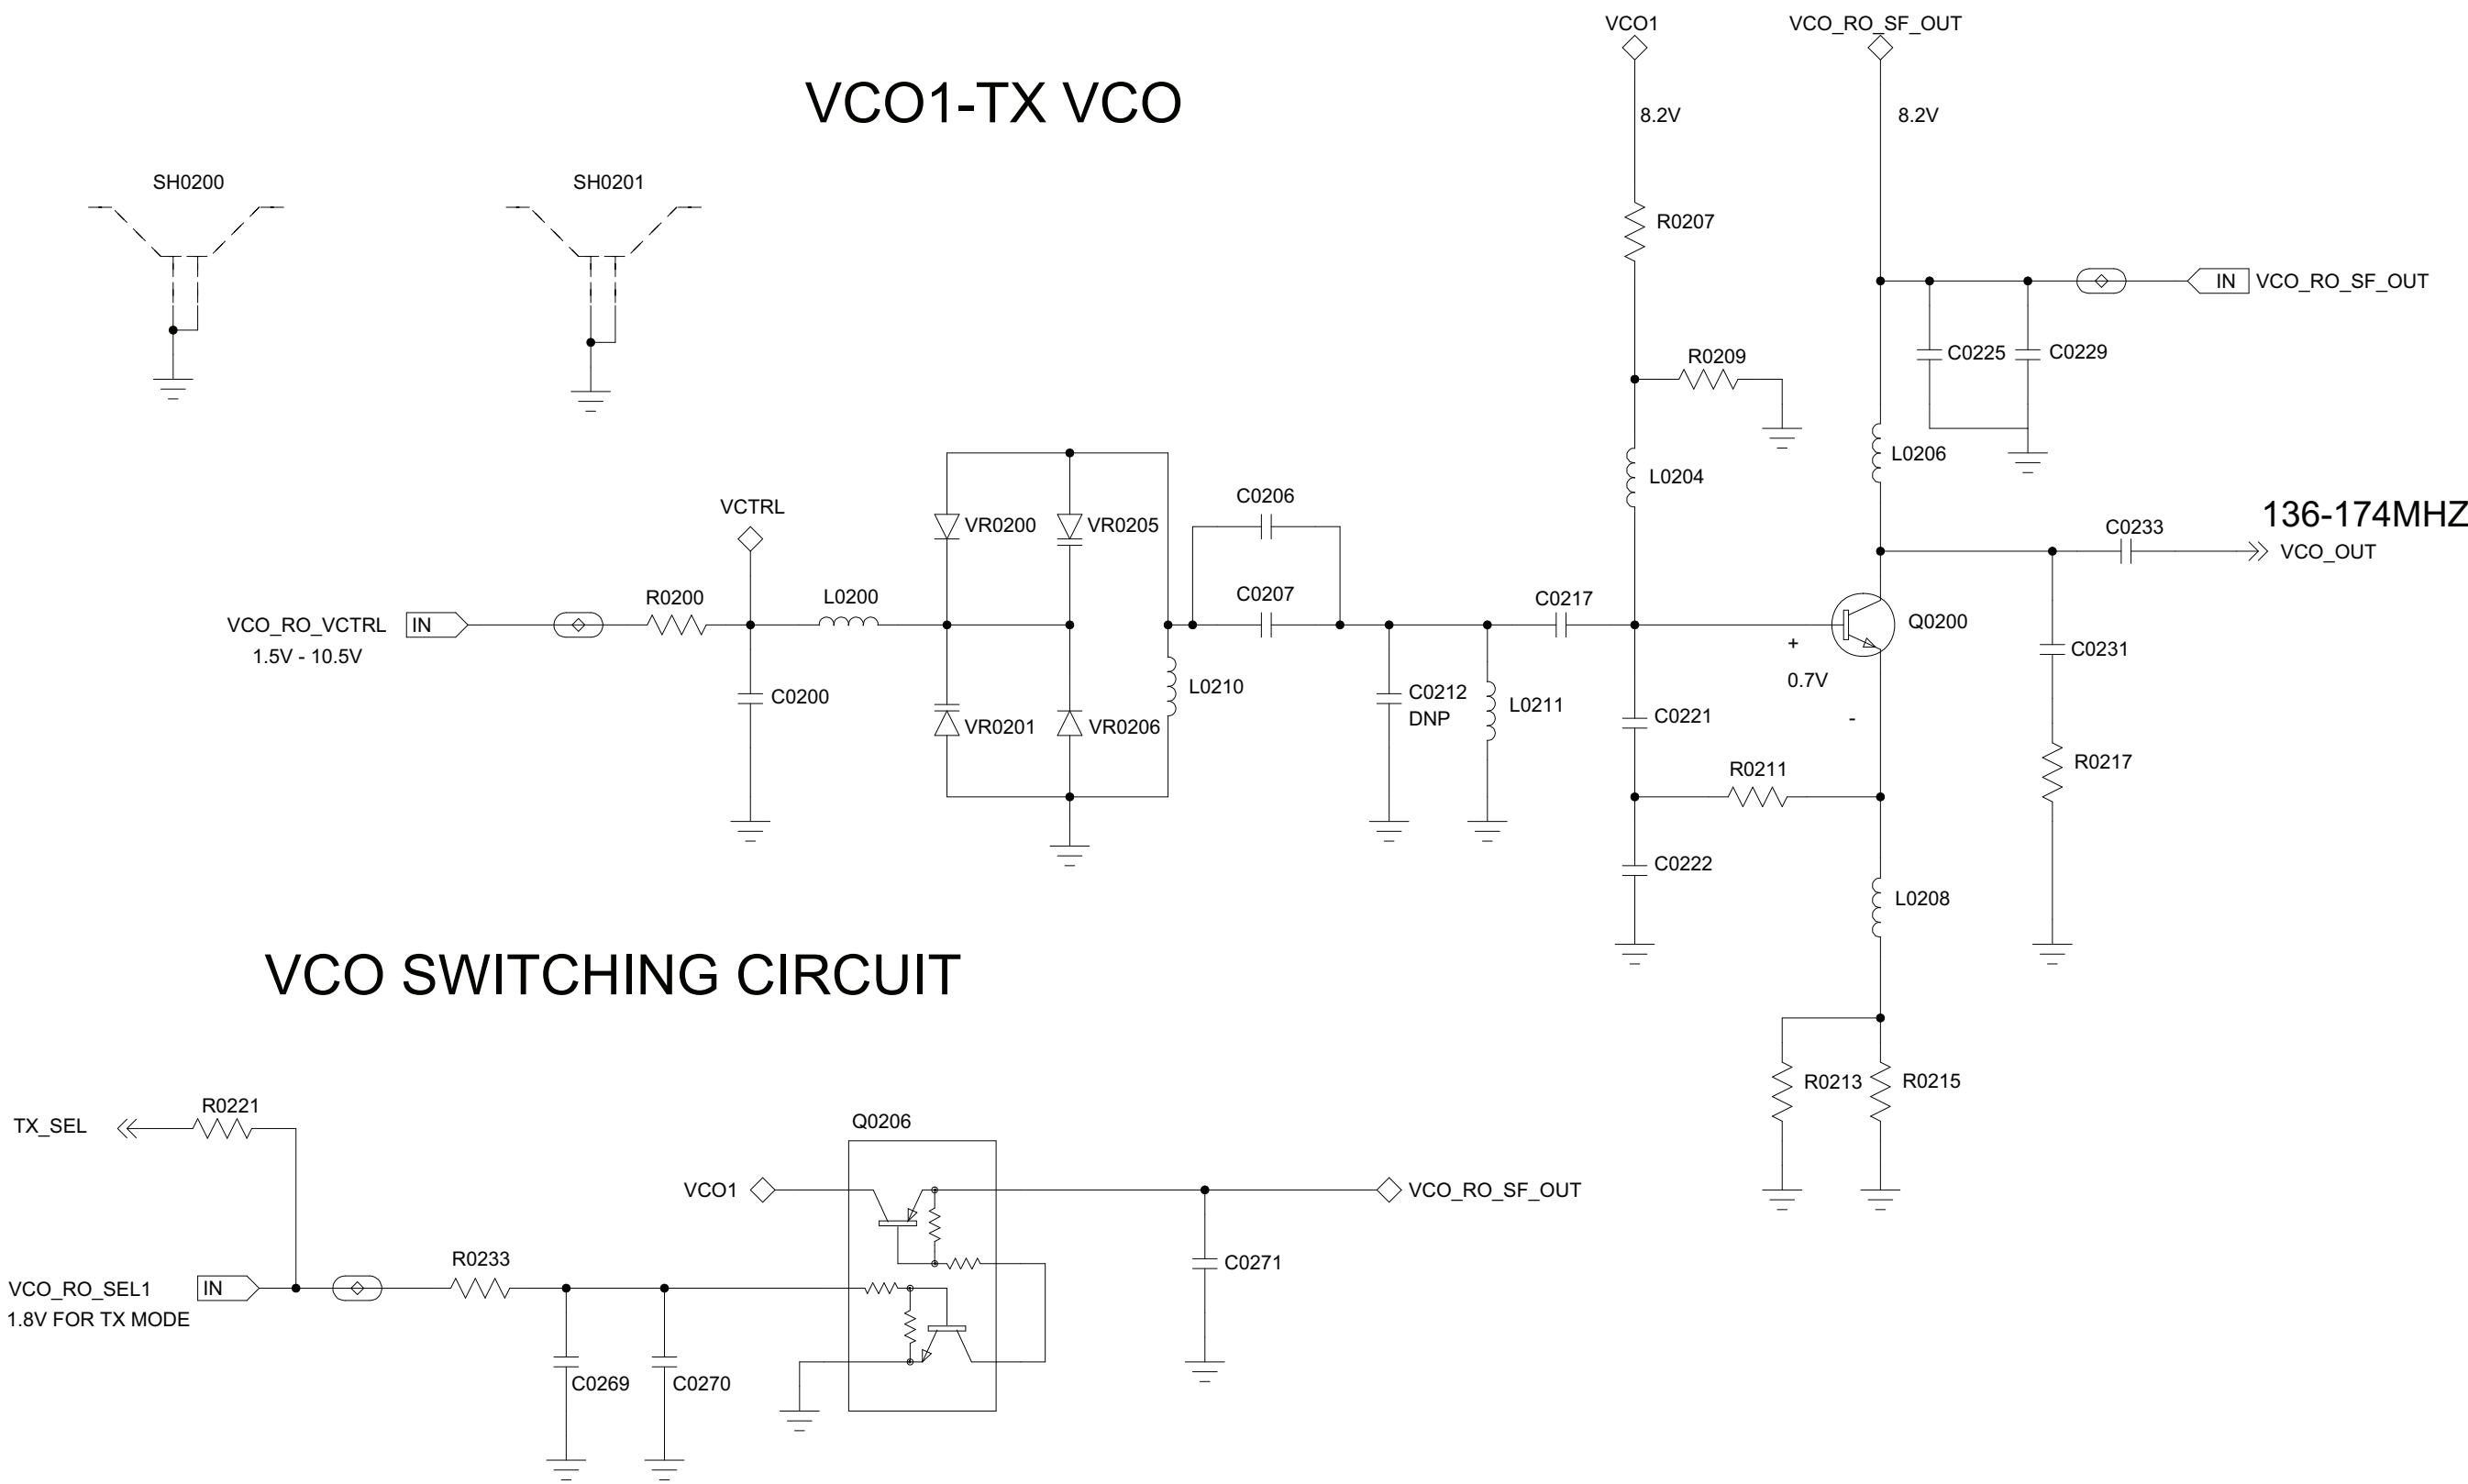 VCO1
VCO_RO_SF_OUT
VCO1-TX VCO
8.2V
8.2V
SH0200
SH0201
R0207
IN
VCO_RO_SF_OUT
R0209
C0225
C0229
L0206
L0204
VCTRL
C0206
136-174MHZ
VR0200
VR0205
C0233
VCO_OUT
R0200
L0200
C0207
C0217
VCO_RO_VCTRL
IN
Q0200
1.5V - 10.5V
+
C0231
0.7V
L0210
C0200
C0212
DNP
L0211
C0221
-
VR0201
VR0206
R0211
R0217
C0222
L0208
VCO SWITCHING CIRCUIT
R0213
R0215
R0221
TX_SEL
Q0206
VCO1
VCO_RO_SF_OUT
R0233
C0271
VCO_RO_SEL1
IN
1.8V FOR TX MODE
C0269
C0270